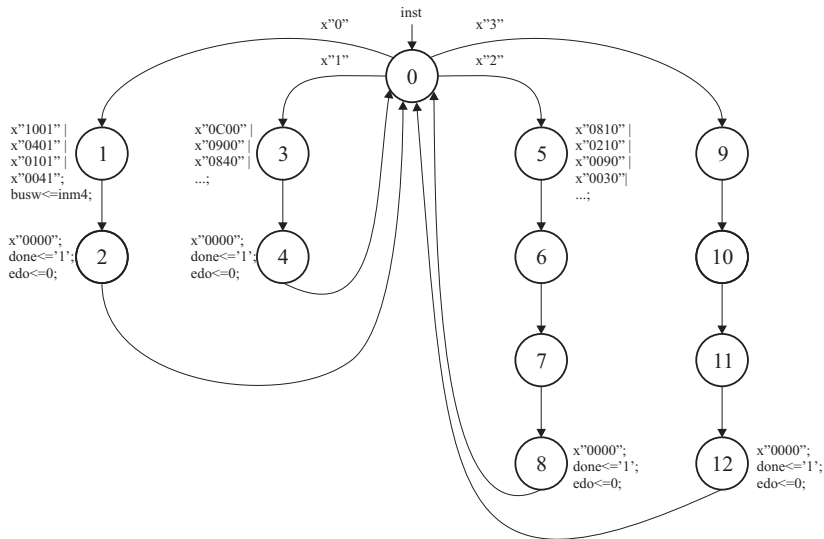 inst
x”0”
x”3”
x”1”
x”2”
0
x”1001” |
x”0401” |
x”0101” |
x”0041”;
busw<=inm4;
1
x”0C00” |
x”0900” |
x”0840” |
...;
3
5
x”0810” |
x”0210” |
x”0090” |
x”0030”|
...;
9
x”0000”;
done<=’1’;
edo<=0;
2
x”0000”;
done<=’1’;
edo<=0;
4
6
10
7
11
8
x”0000”;
done<=’1’;
edo<=0;
12
x”0000”;
done<=’1’;
edo<=0;